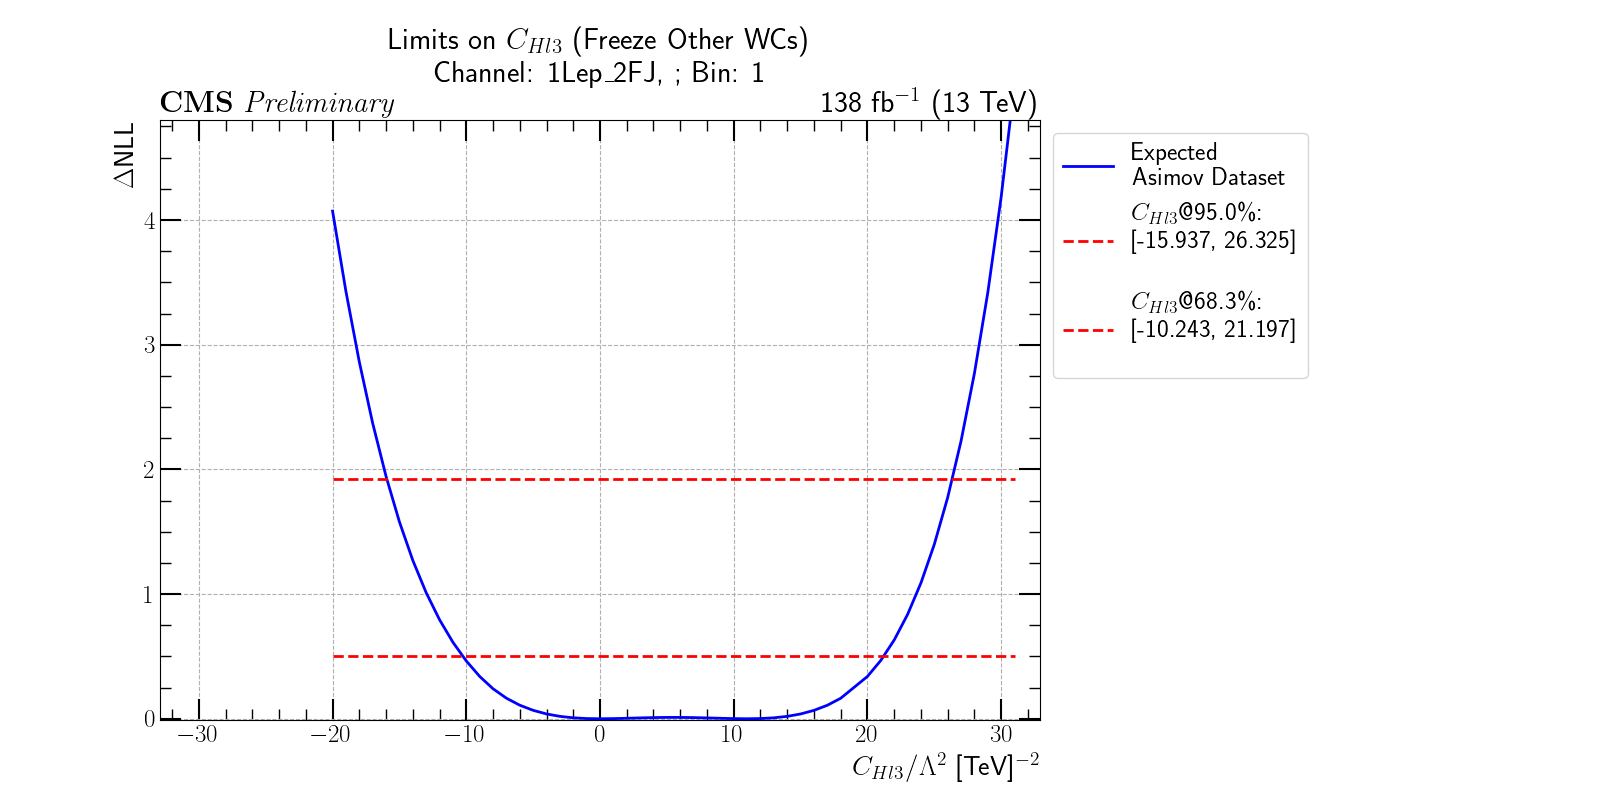 Limits on C_{Hl3} (Freeze Other WCs)
Channel: 1Lep_2FJ, ; Bin: 1
CMS Preliminary
138 fb^{-1} (13 TeV)
ΔNLL
4
3
2
1
0
−30
−20
−10
0
10
20
30
C_{Hl3}/Λ^2 [TeV]^{-2}
Expected
Asimov Dataset
C_{Hl3}@95.0%:
[-15.937, 26.325]
C_{Hl3}@68.3%:
[-10.243, 21.197]